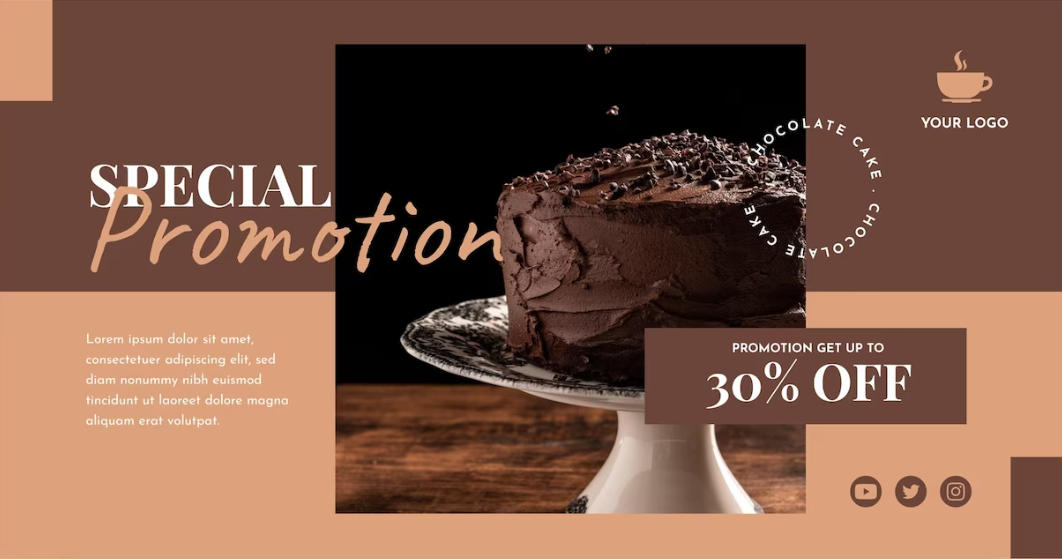 YOUR LOGO
SPECIAL
Promotion
CHOCOLATE CAKE · CHOCOLATE CAKE
Lorem ipsum dolor sit amet,
consectetuer adipiscing elit, sed
diam nonummy nibh euismod
tincidunt ut laoreet dolore magna
aliquam erat volutpat.
PROMOTION GET UP TO
30% OFF